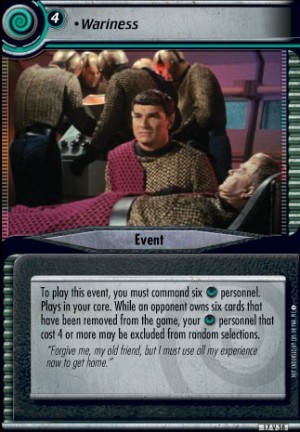 4
• Wariness
Event
To play this event, you must command six personnel.
Plays in your core. While an opponent owns six cards that
have been removed from the game, your personnel that
cost 4 or more may be excluded from random selections.
"Forgive me, my old friend, but I must use all my experience
now to get home."
17 V 38